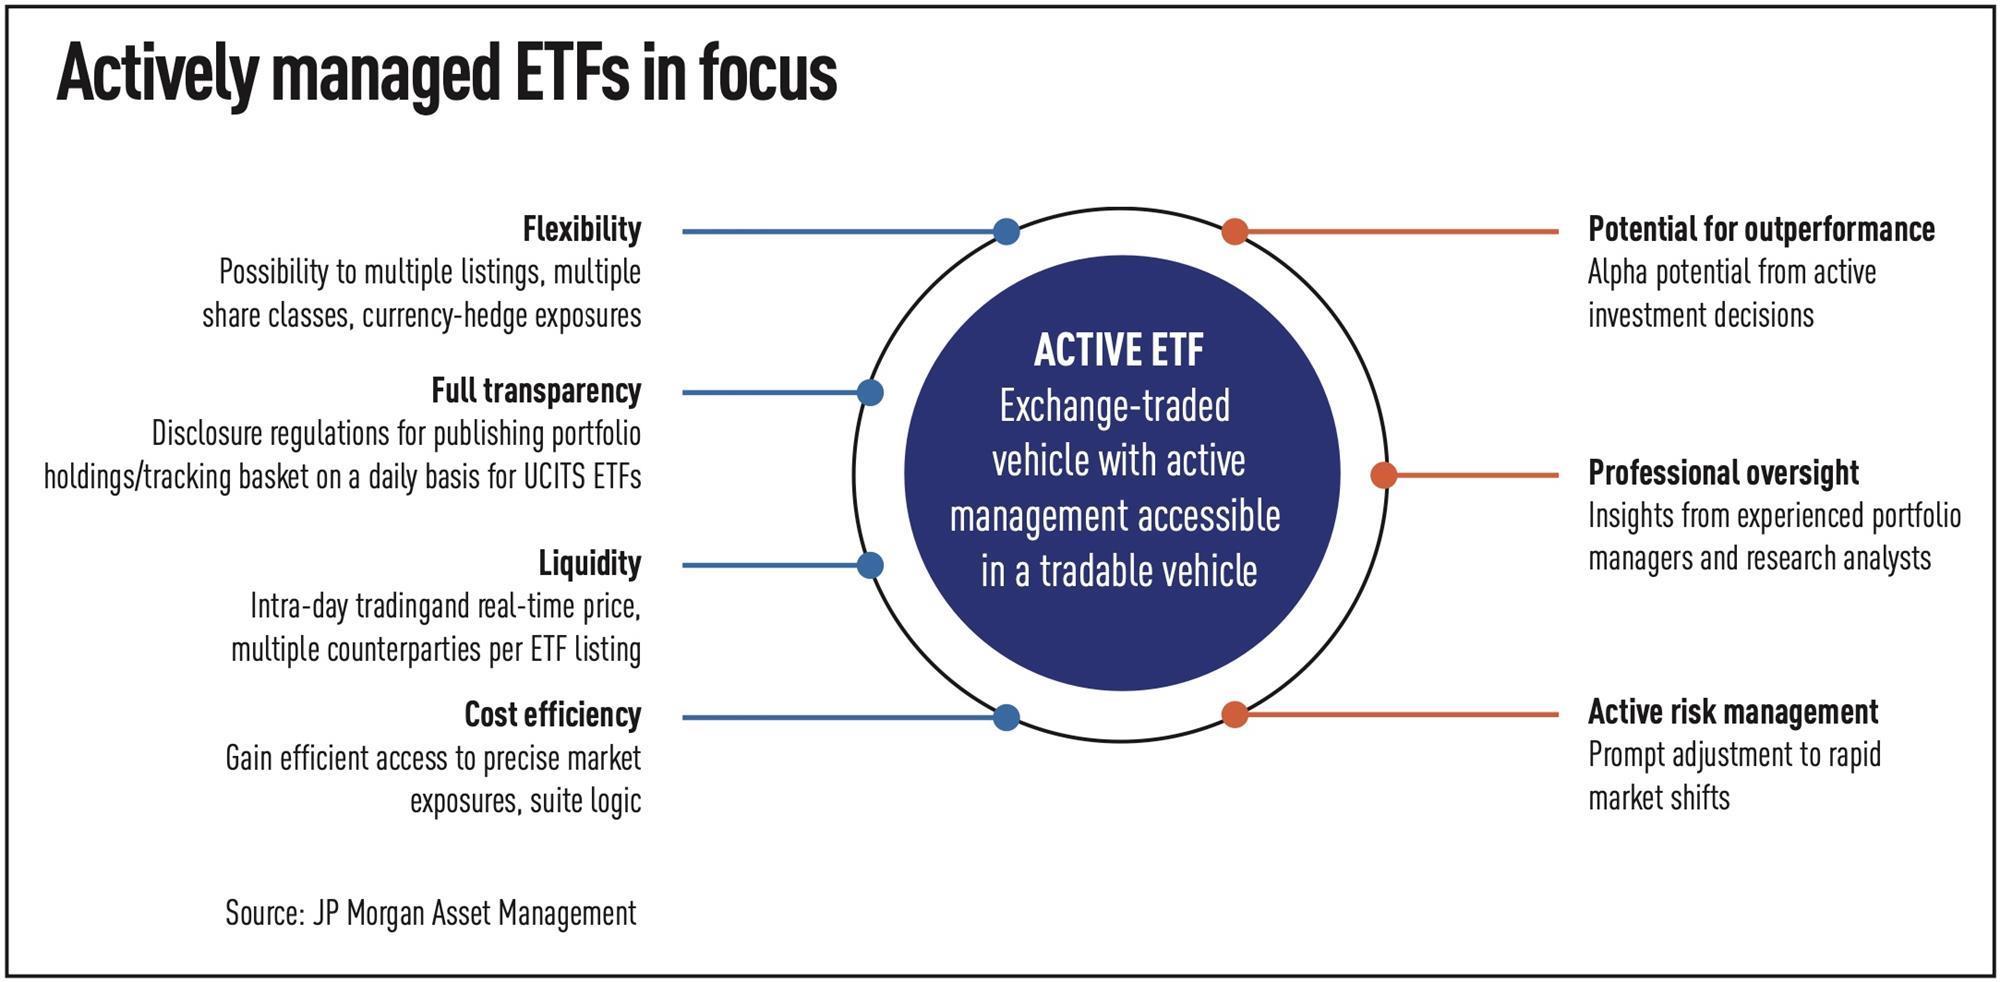 Actively managed ETFs in focus
Flexibility
Possibility to multiple listings, multiple
share classes, currency-hedge exposures
Full transparency
Disclosure regulations for publishing portfolio
holdings/tracking basket on a daily basis for UCITS ETFs
Liquidity
Intra-day tradingand real-time price,
multiple counterparties per ETF listing
Cost efficiency
Gain efficient access to precise market
exposures, suite logic
ACTIVE ETF
Exchange-traded
vehicle with active
management accessible
in a tradable vehicle
Potential for outperformance
Alpha potential from active
investment decisions
Professional oversight
Insights from experienced portfolio
managers and research analysts
Active risk management
Prompt adjustment to rapid
market shifts
Source: JP Morgan Asset Management